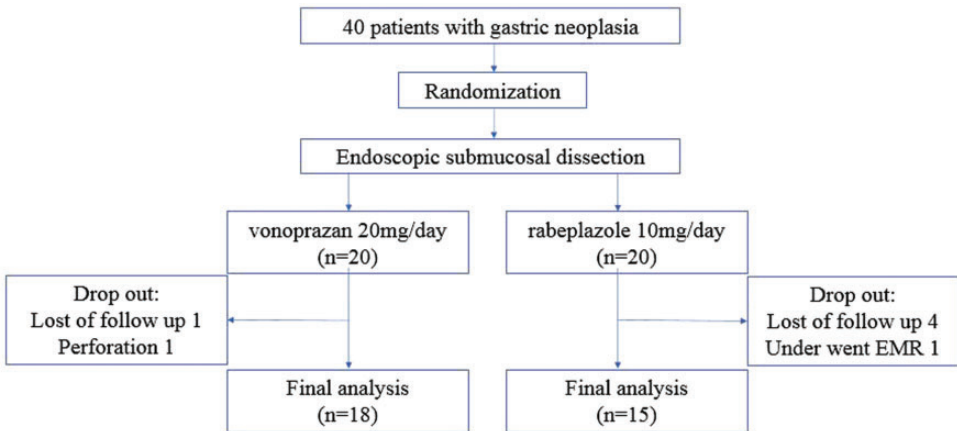 40 patients with gastric neoplasia
Randomization
Endoscopic submucosal dissection
vonoprazan 20mg/day
(n=20)
rabeplazole 10mg/day
(n=20)
Drop out:
Lost of follow up 1
Perforation 1
Drop out:
Lost of follow up 4
Under went EMR 1
Final analysis
(n=18)
Final analysis
(n=15)